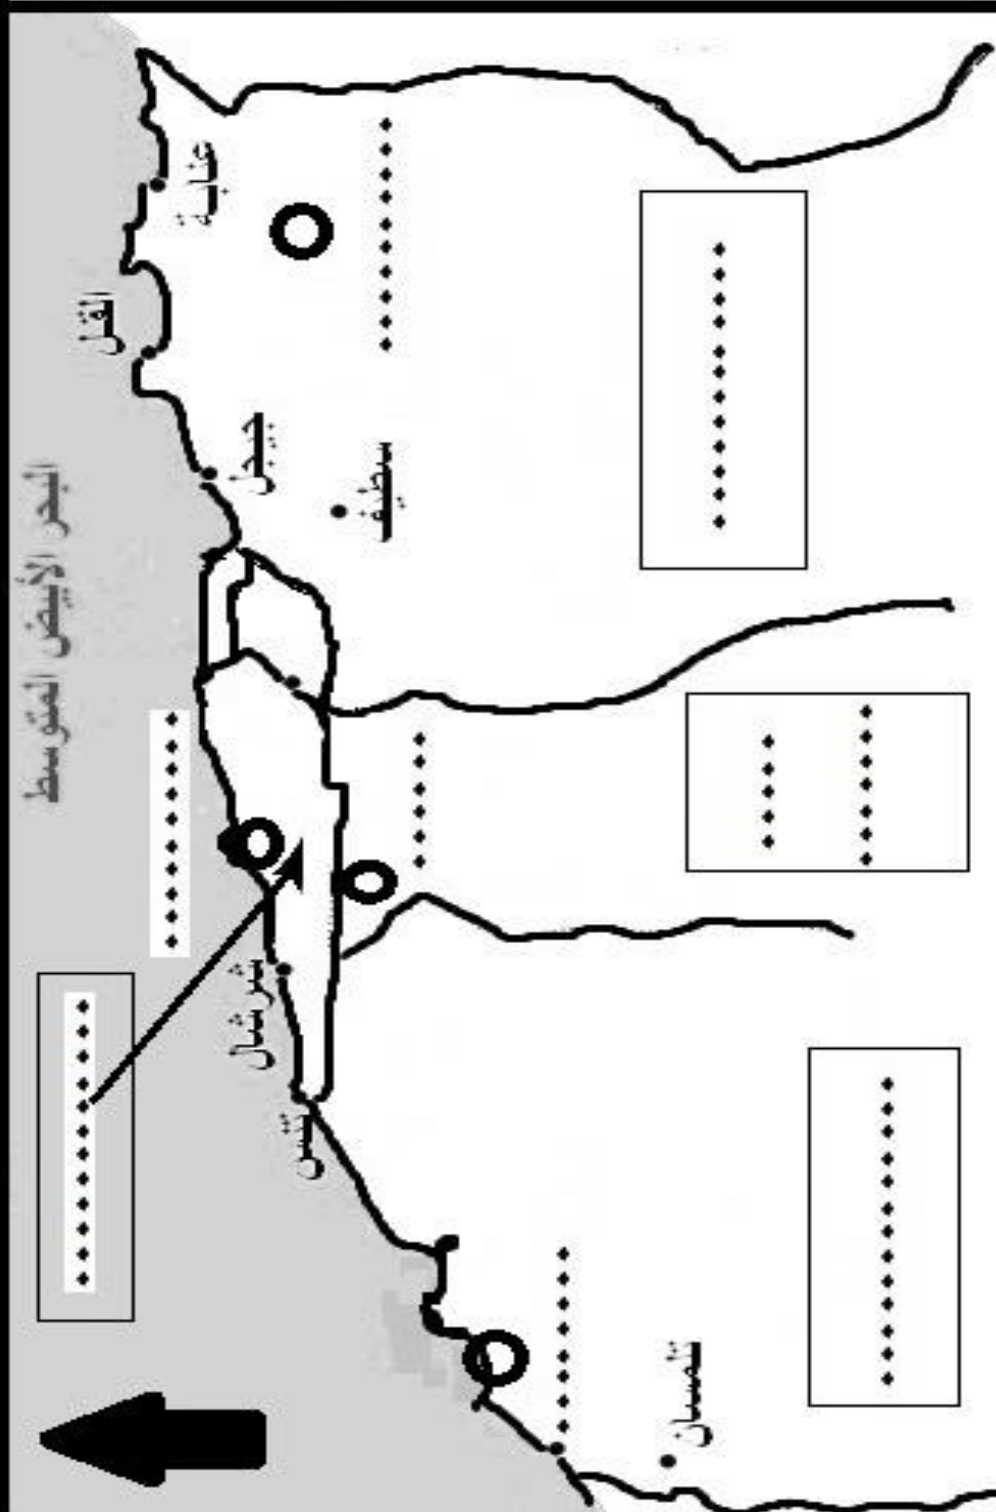 البحر الأبيض المتوسط
عنابة
القل
جيجل
سطيف
شرشال
تنس
تلمسان